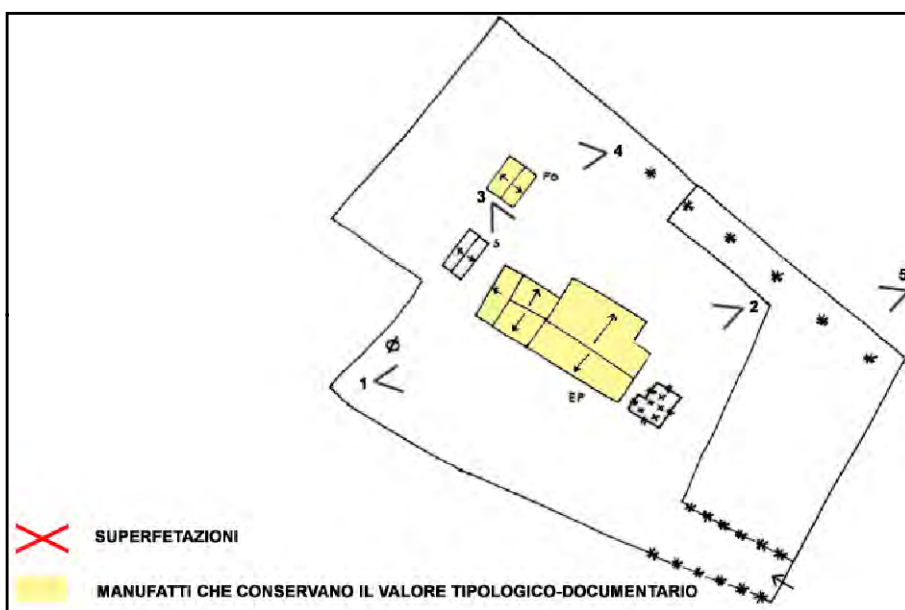 4
FO
3
S
5
2
1
EP
SUPERFETAZIONI
MANUFATTI CHE CONSERVANO IL VALORE TIPOLOGICO-DOCUMENTARIO